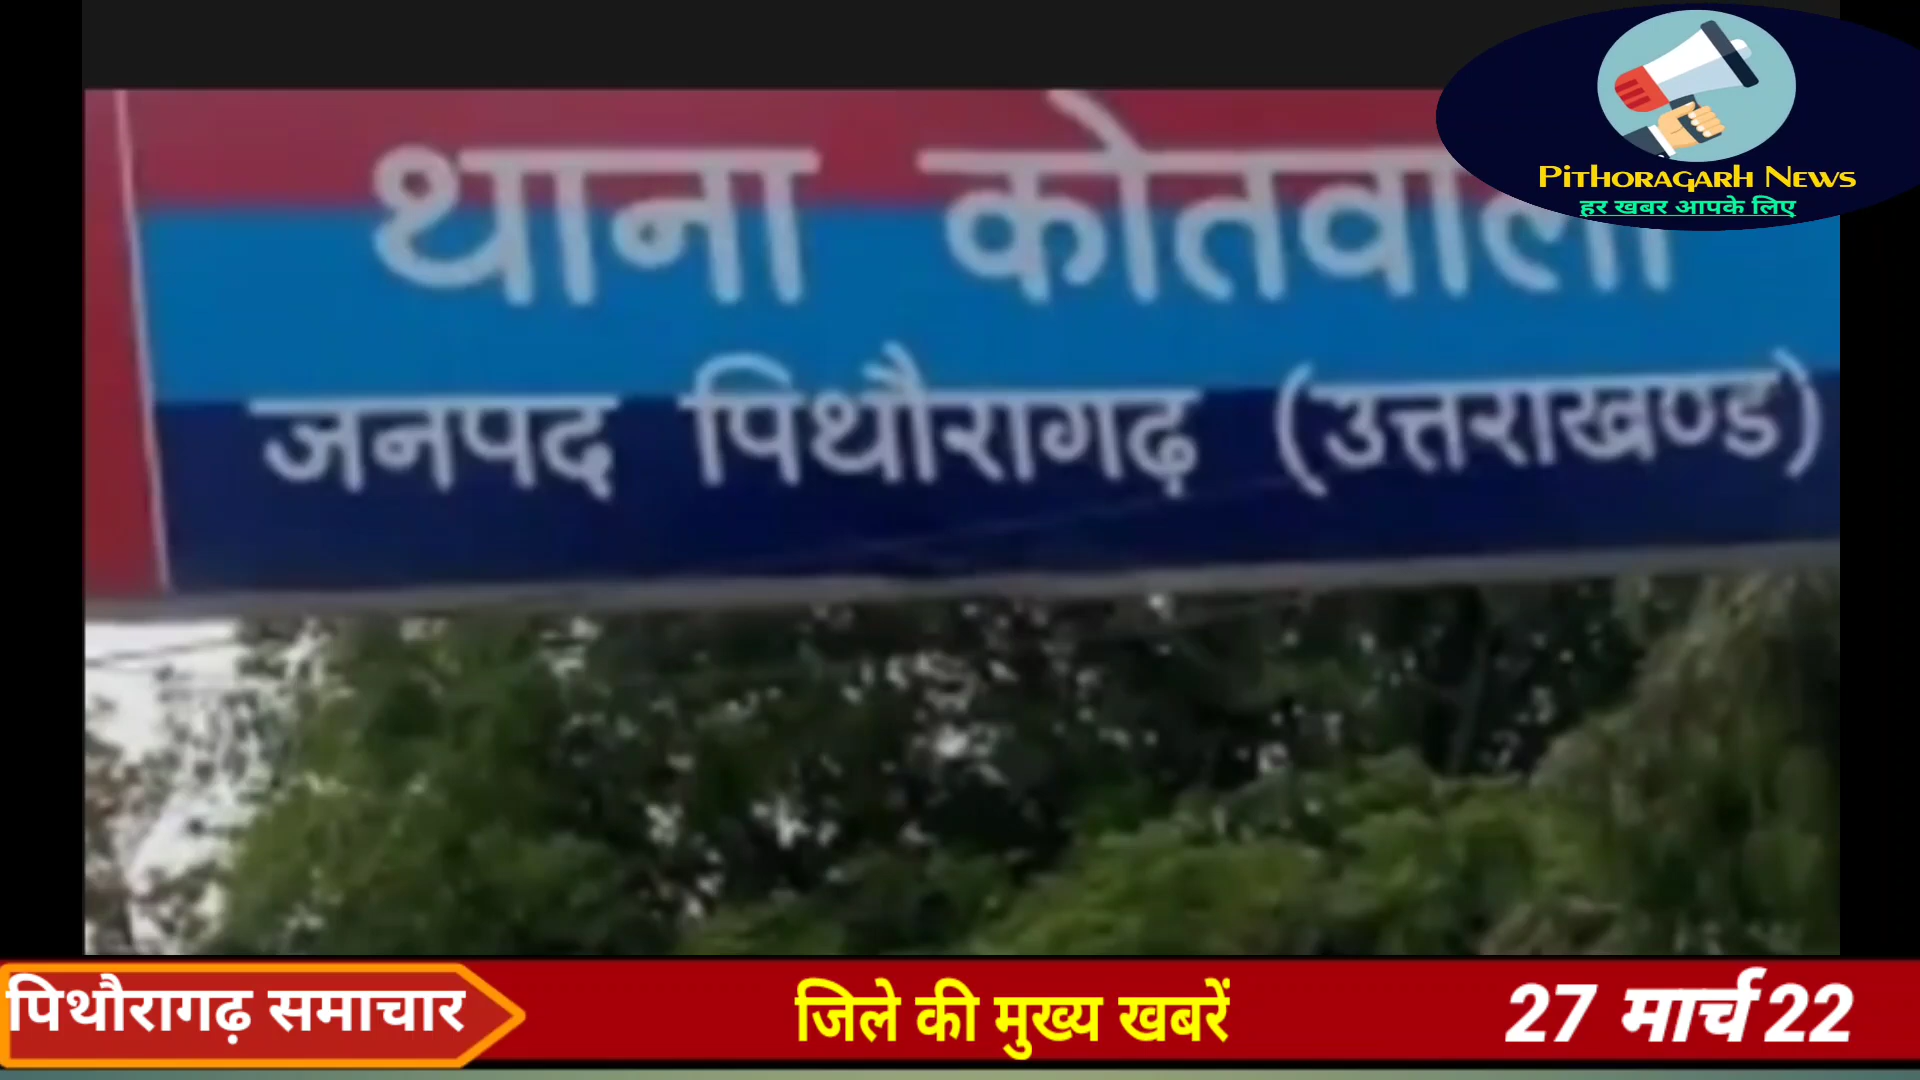 थाना कोतवाली
जनपद पिथौरागढ़ (उत्तराखण्ड)
PITHORAGARH NEWS
हर खबर आपके लिए
पिथौरागढ़ समाचार
जिले की मुख्य खबरें
27 मार्च 22